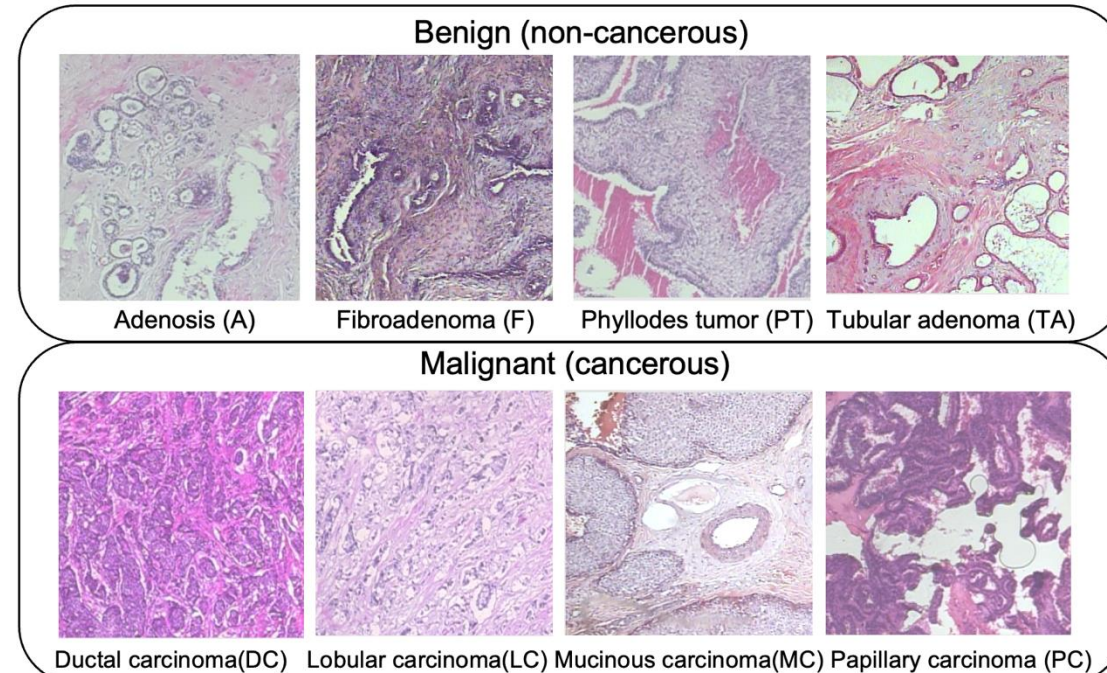 Benign (non-cancerous)
Adenosis (A) Fibroadenoma (F) Phyllodes tumor (PT) Tubular adenoma (TA)
Malignant (cancerous)
Ductal carcinoma(DC) Lobular carcinoma(LC) Mucinous carcinoma(MC) Papillary carcinoma (PC)